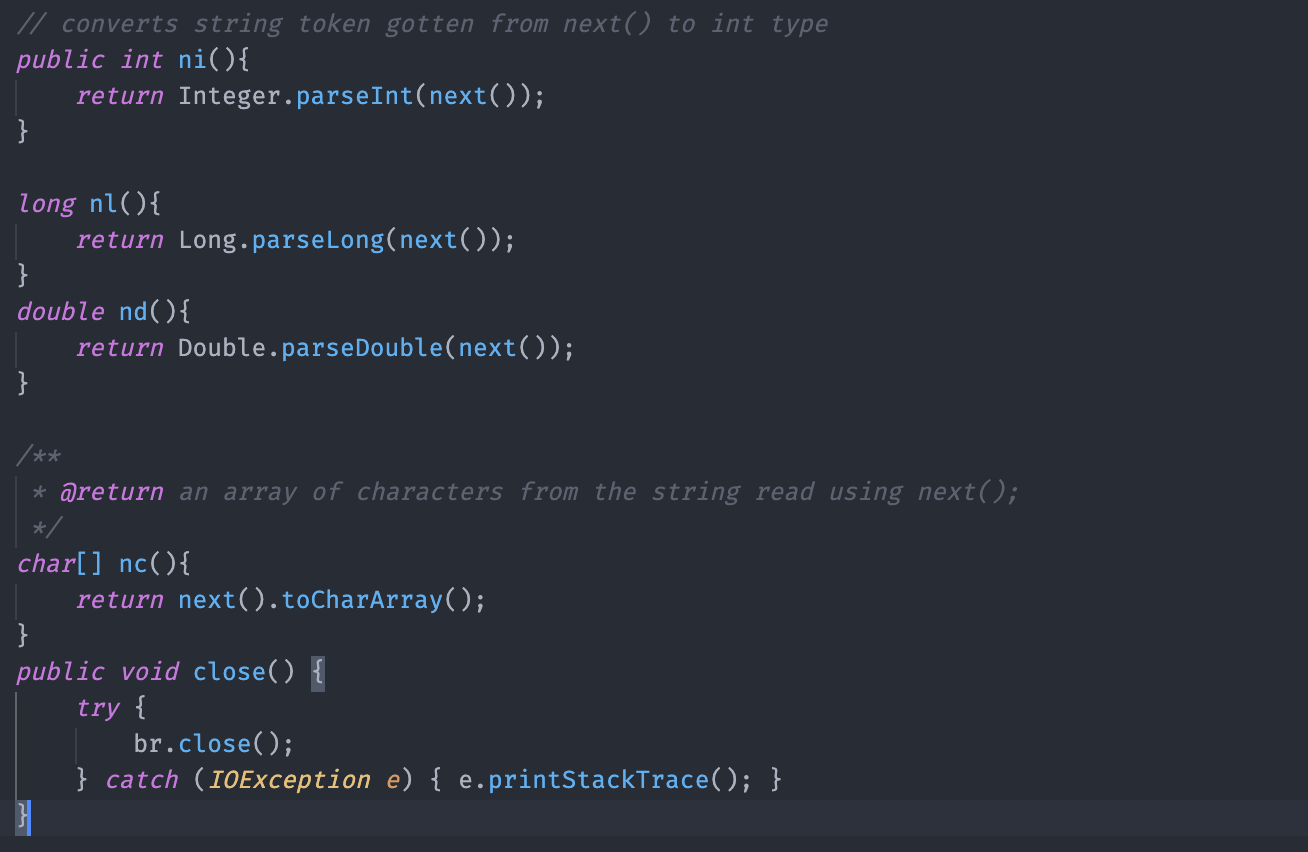 // converts string token gotten from next() to int type
public int ni(){
    return Integer.parseInt(next());
}

long nl(){
    return Long.parseLong(next());
}
double nd(){
    return Double.parseDouble(next());
}

/**
 * @return an array of characters from the string read using next();
 */
char[] nc(){
    return next().toCharArray();
}
public void close() {
    try {
        br.close();
    } catch (IOException e) { e.printStackTrace(); }
}